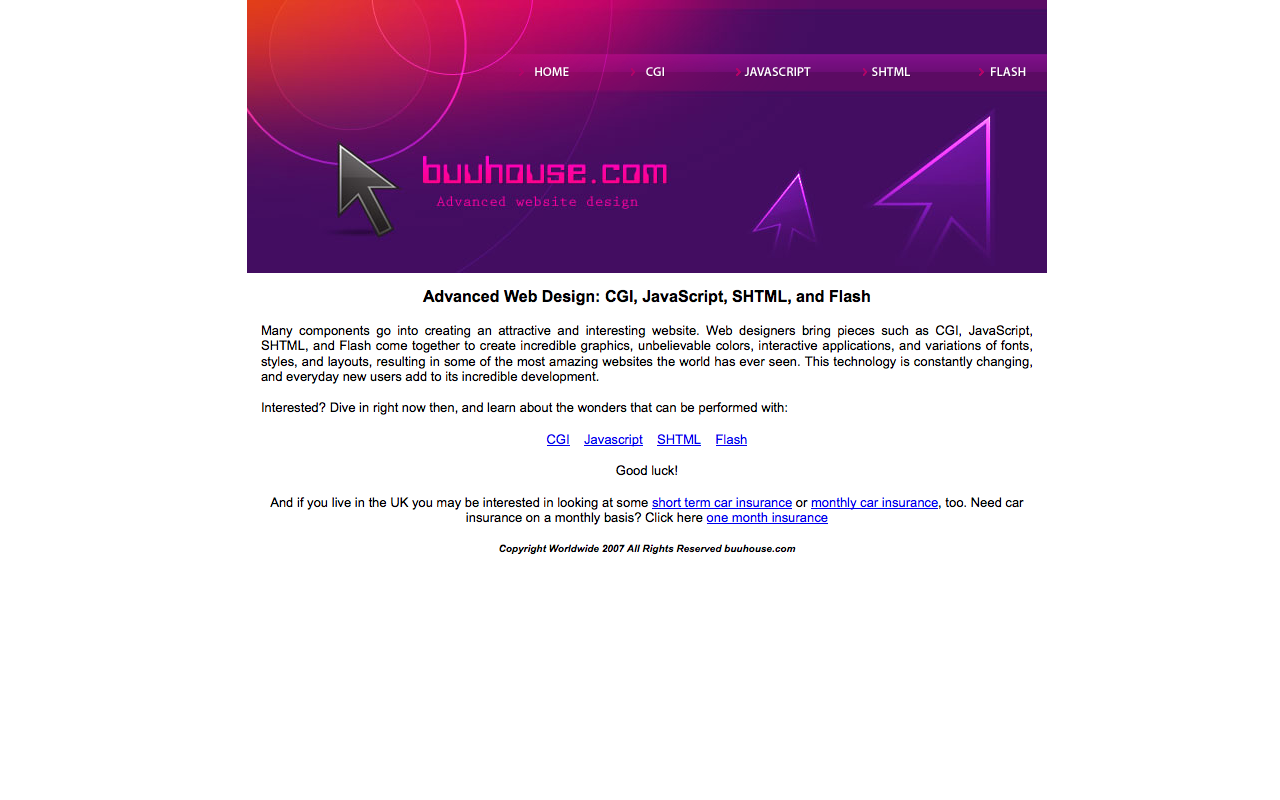 HOME CGI JAVASCRIPT SHTML FLASH
buuhouse.com
Advanced website design
Advanced Web Design: CGI, JavaScript, SHTML, and Flash
Many components go into creating an attractive and interesting website. Web designers bring pieces such as CGI, JavaScript,
SHTML, and Flash come together to create incredible graphics, unbelievable colors, interactive applications, and variations of fonts,
styles, and layouts, resulting in some of the most amazing websites the world has ever seen. This technology is constantly changing,
and everyday new users add to its incredible development.
Interested? Dive in right now then, and learn about the wonders that can be performed with:
CGI Javascript SHTML Flash
Good luck!
And if you live in the UK you may be interested in looking at some short term car insurance or monthly car insurance, too. Need car
insurance on a monthly basis? Click here one month insurance
Copyright Worldwide 2007 All Rights Reserved buuhouse.com